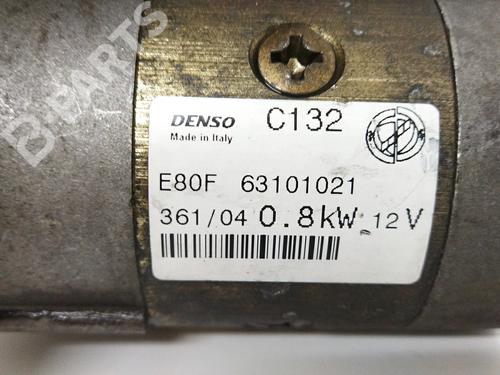 B PARTS
DENSO C132
Made in Italy
E80F 63101021
361/04 0.8kW 12V